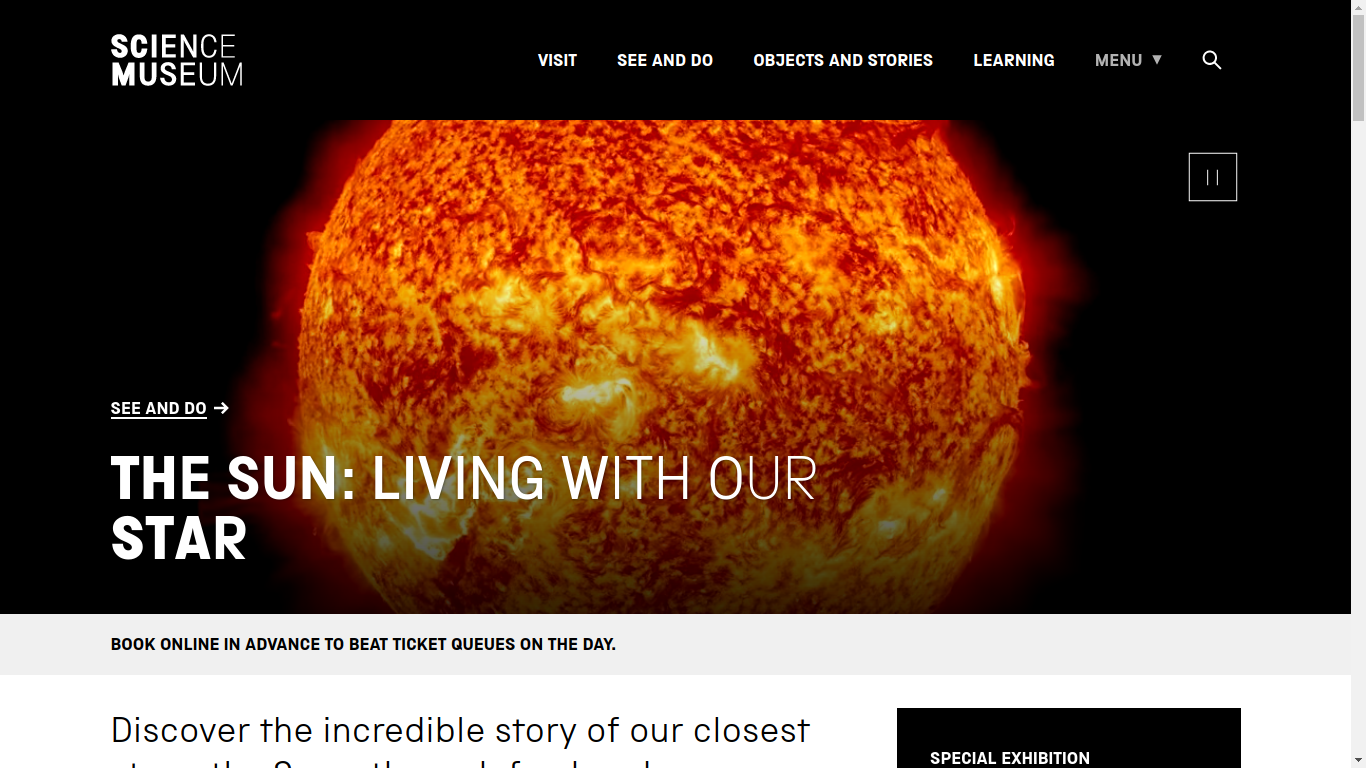 SCIENCE
MUSEUM
VISIT SEE AND DO OBJECTS AND STORIES LEARNING MENU ▼
SEE AND DO →
THE SUN: LIVING WITH OUR
STAR
BOOK ONLINE IN ADVANCE TO BEAT TICKET QUEUES ON THE DAY.
Discover the incredible story of our closest
SPECIAL EXHIBITION